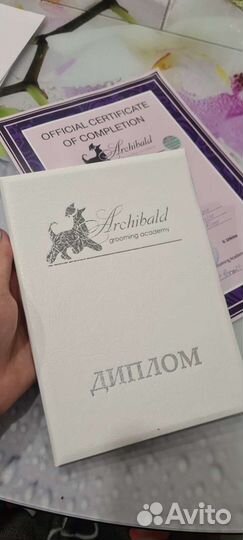 OFFICIAL CERTIFICATE
OF COMPLETION
Archibald
Archibald
grooming academy
ДИПЛОМ
Avito